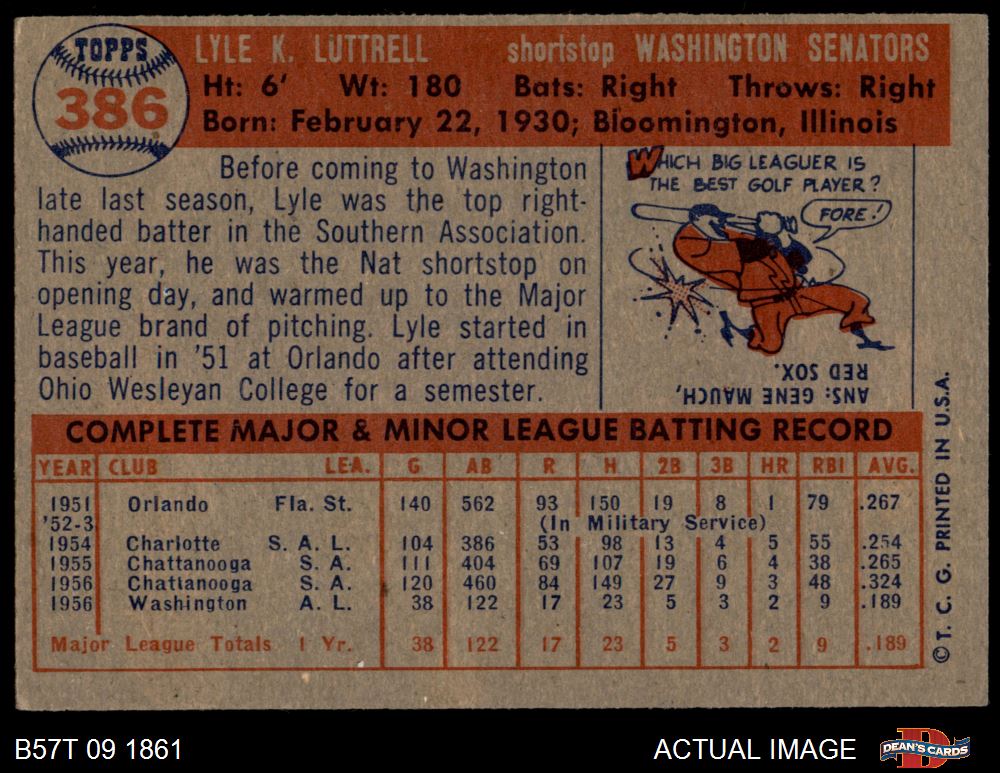 TOPPS
386
LYLE K. LUTTRELL shortstop WASHINGTON SENATORS
Ht: 6' Wt: 180 Bats: Right Throws: Right
Born: February 22, 1930; Bloomington, Illinois
Before coming to Washington
late last season, Lyle was the top right-
handed batter in the Southern Association.
This year, he was the Nat shortstop on
opening day, and warmed up to the Major
League brand of pitching. Lyle started in
baseball in '51 at Orlando after attending
Ohio Wesleyan College for a semester.
WHICH BIG LEAGUER IS
THE BEST GOLF PLAYER?
FORE!
ANS: GENE MAUCH,
RED SOX.
COMPLETE MAJOR & MINOR LEAGUE BATTING RECORD
YEAR CLUB LEA. G AB R H 2B 3B HR RBI AVG.
1951 Orlando Fla. St. 140 562 93 150 19 8 1 79 .267
'52-3 (In Military Service)
1954 Charlotte S. A. L. 104 386 53 98 13 4 5 55 .254
1955 Chattanooga S. A. 111 404 69 107 19 6 4 38 .265
1956 Chattanooga S. A. 120 460 84 149 27 9 3 48 .324
1956 Washington A. L. 38 122 17 23 5 3 2 9 .189
Major League Totals 1 Yr. 38 122 17 23 5 3 2 9 .189
© T. C. G. PRINTED IN U.S.A.
B57T 09 1861 ACTUAL IMAGE
DEAN'S CARDS